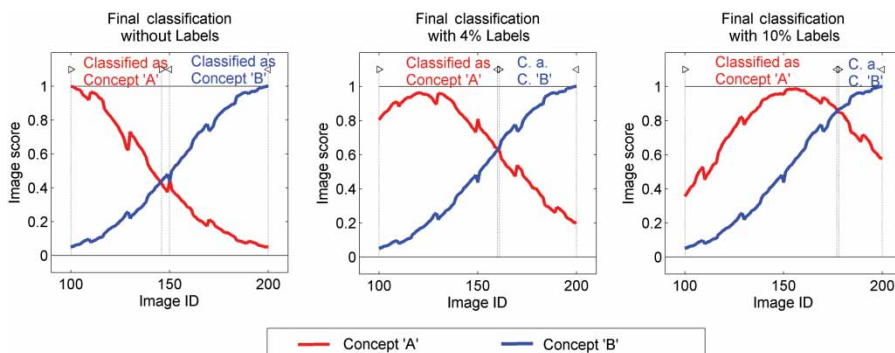 Final classification
without Labels
Classified as
Concept 'A'
Classified as
Concept 'B'
Image score
1
0.8
0.6
0.4
0.2
0
100
150
200
Image ID
Final classification
with 4% Labels
Classified as
Concept 'A'
C. a.
C. 'B'
Image score
1
0.8
0.6
0.4
0.2
0
100
150
200
Image ID
Final classification
with 10% Labels
Classified as
Concept 'A'
C. a.
C. 'B'
Image score
1
0.8
0.6
0.4
0.2
0
100
150
200
Image ID
Concept 'A'
Concept 'B'